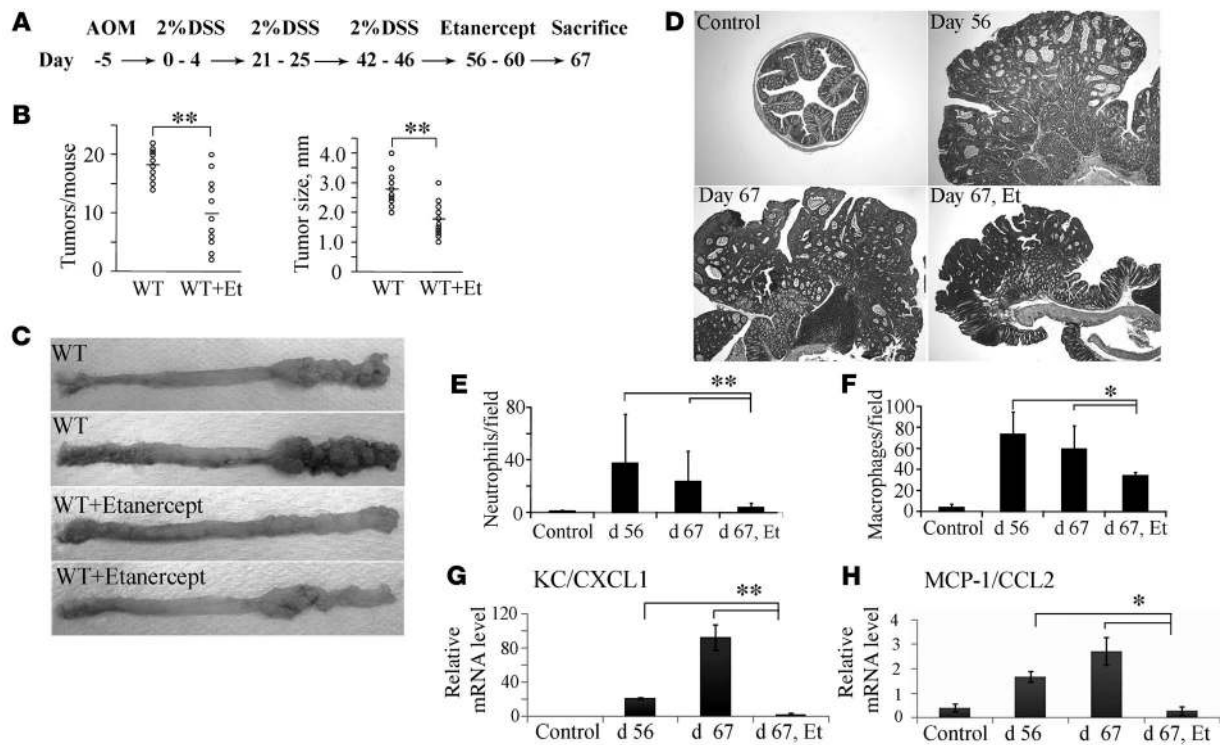 A
AOM 2%DSS 2%DSS 2%DSS Etanercept Sacrifice
Day -5 → 0 - 4 → 21 - 25 → 42 - 46 → 56 - 60 → 67
B
**
Tumors/mouse
20
10
0
WT WT+Et
**
Tumor size, mm
5.0
4.0
3.0
2.0
1.0
0
WT WT+Et
C
WT
WT
WT+Etanercept
WT+Etanercept
D
Control
Day 56
Day 67
Day 67, Et
E
**
Neutrophils/field
80
40
0
Control d 56 d 67 d 67, Et
F
*
Macrophages/field
100
80
60
40
20
0
Control d 56 d 67 d 67, Et
G KC/CXCL1
**
Relative
mRNA level
120
80
40
20
0
Control d 56 d 67 d 67, Et
H MCP-1/CCL2
*
Relative
mRNA level
4
3
2
1
0
Control d 56 d 67 d 67, Et